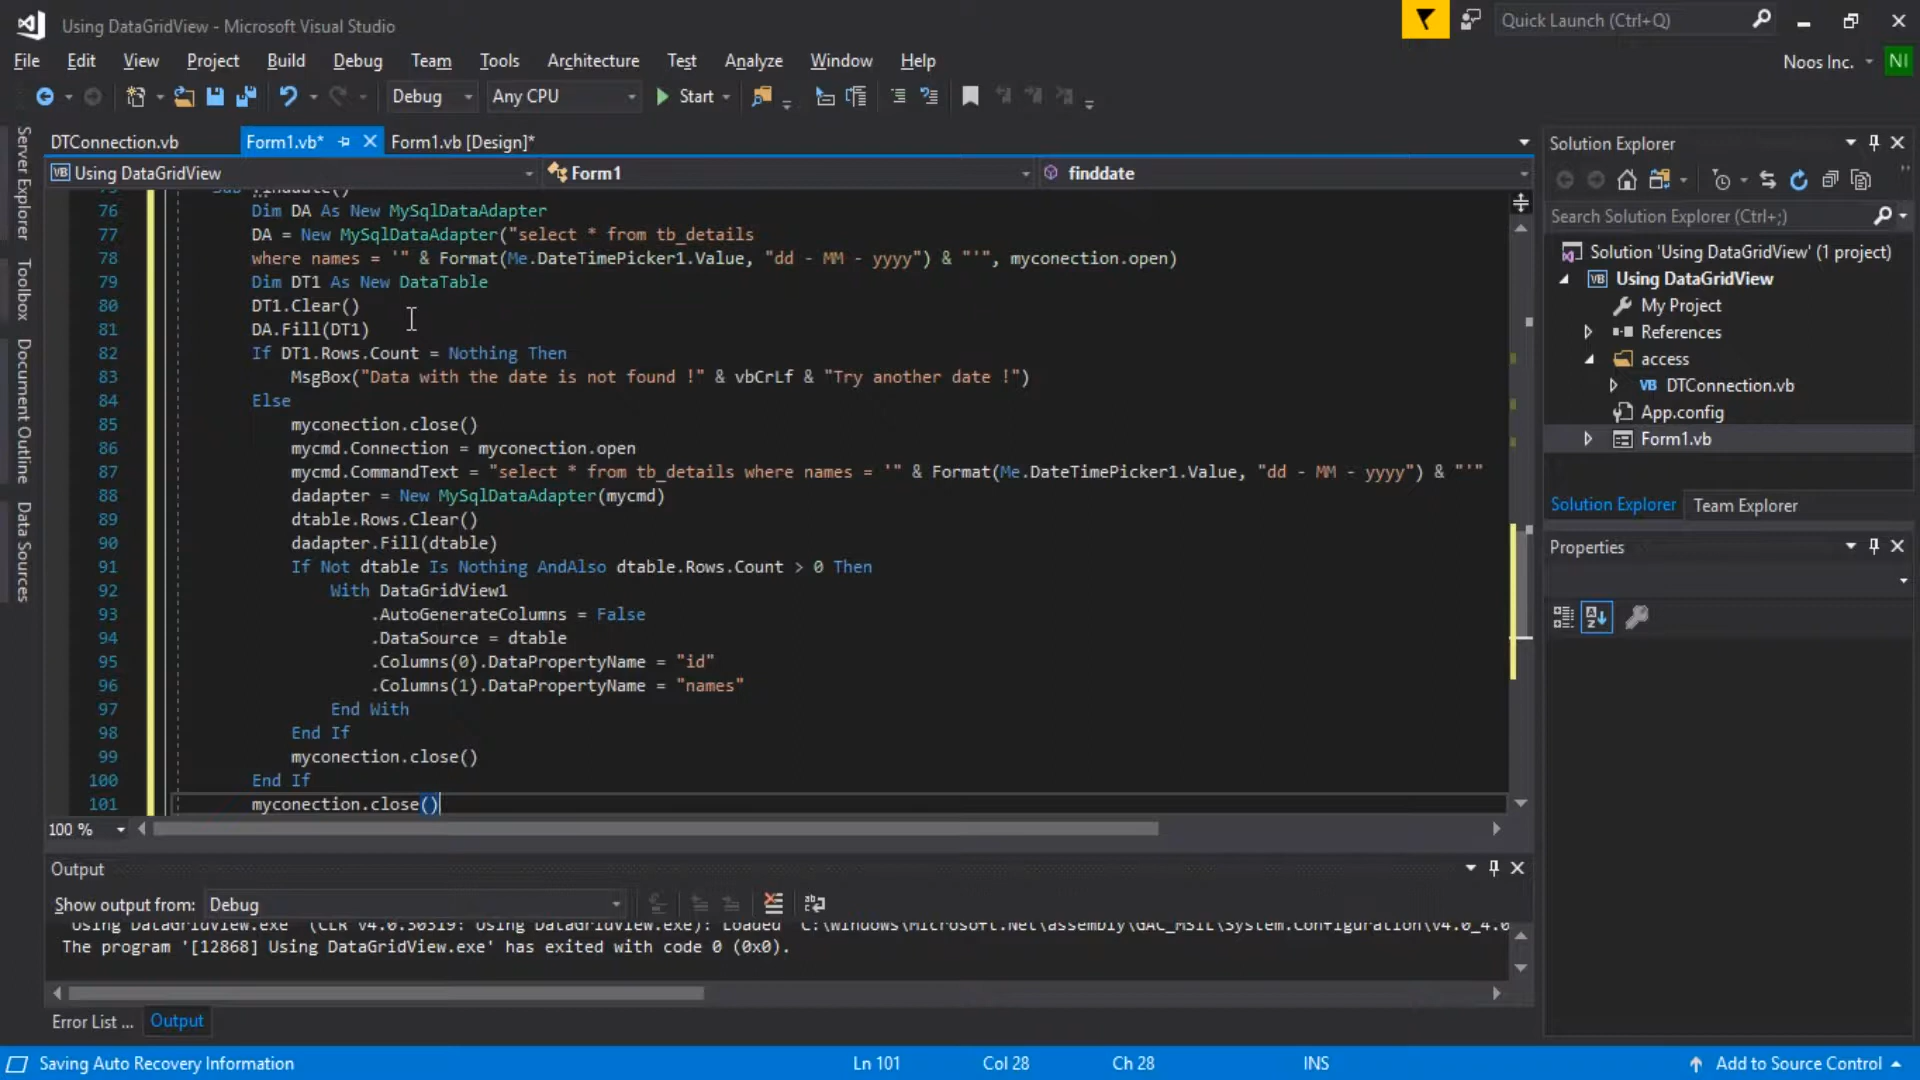 Using DataGridView - Microsoft Visual Studio
Quick Launch (Ctrl+Q)
File Edit View Project Build Debug Team Tools Test Architecture Analyze Window Help
Noos Inc.
NI
Debug
Any CPU
Start
Server Explorer
Toolbox
Document Outline
Data Sources
DTConnection.vb
Form1.vb*
Form1.vb [Design]*
VB Using DataGridView
Form1
finddate
76 Dim DA As New MySqlDataAdapter
77 DA = New MySqlDataAdapter("select * from tb_details
78 where names = '" & Format(Me.DateTimePicker1.Value, "dd - MM - yyyy") & "'", myconection.open)
79 Dim DT1 As New DataTable
80 DT1.Clear()
81 DA.Fill(DT1)
82 If DT1.Rows.Count = Nothing Then
83 MsgBox("Data with the date is not found !" & vbCrLf & "Try another date !")
84 Else
85 myconection.close()
86 mycmd.Connection = myconection.open
87 mycmd.CommandText = "select * from tb_details where names = '" & Format(Me.DateTimePicker1.Value, "dd - MM - yyyy") & "'"
88 dadapter = New MySqlDataAdapter(mycmd)
89 dtable.Rows.Clear()
90 dadapter.Fill(dtable)
91 If Not dtable Is Nothing AndAlso dtable.Rows.Count > 0 Then
92 With DataGridView1
93 .AutoGenerateColumns = False
94 .DataSource = dtable
95 .Columns(0).DataPropertyName = "id"
96 .Columns(1).DataPropertyName = "names"
97 End With
98 End If
99 myconection.close()
100 End If
101 myconection.close()
100 %
Output
Show output from: Debug
The program '[12868] Using DataGridView.exe' has exited with code 0 (0x0).
Error List ...
Output
Solution Explorer
Search Solution Explorer (Ctrl+;)
Solution 'Using DataGridView' (1 project)
VB Using DataGridView
My Project
References
access
VB DTConnection.vb
App.config
Form1.vb
Solution Explorer
Team Explorer
Properties
Saving Auto Recovery Information
Ln 101
Col 28
Ch 28
INS
Add to Source Control